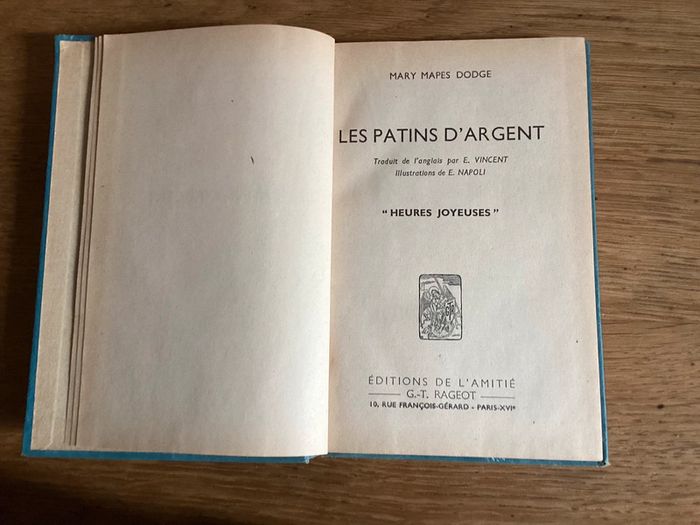 MARY MAPES DODGE
LES PATINS D'ARGENT
Traduit de l'anglais par E. VINCENT
Illustrations de E. NAPOLI
"HEURES JOYEUSES"
ÉDITIONS DE L'AMITIÉ
G.-T. RAGEOT
10, RUE FRANÇOIS-GÉRARD - PARIS-XVIe